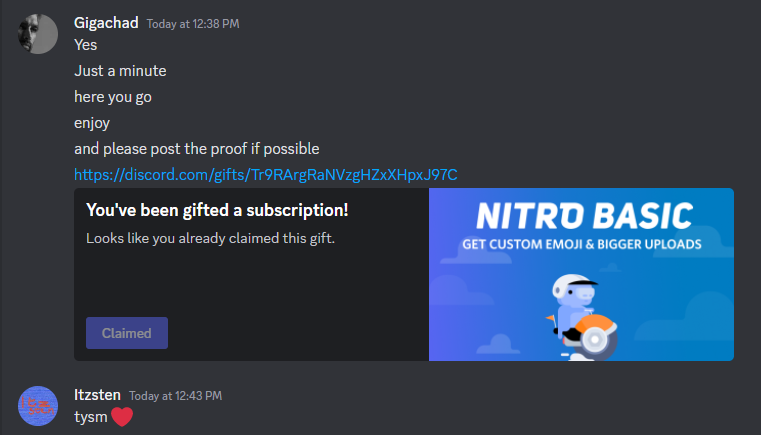 Gigachad Today at 12:38 PM
Yes
Just a minute
here you go
enjoy
and please post the proof if possible
https://discord.com/gifts/Tr9RArgRaNVzgHZxXHpxJ97C
You've been gifted a subscription!
Looks like you already claimed this gift.
Claimed
NITRO BASIC
GET CUSTOM EMOJI & BIGGER UPLOADS
Itzsten Today at 12:43 PM
tysm ❤️